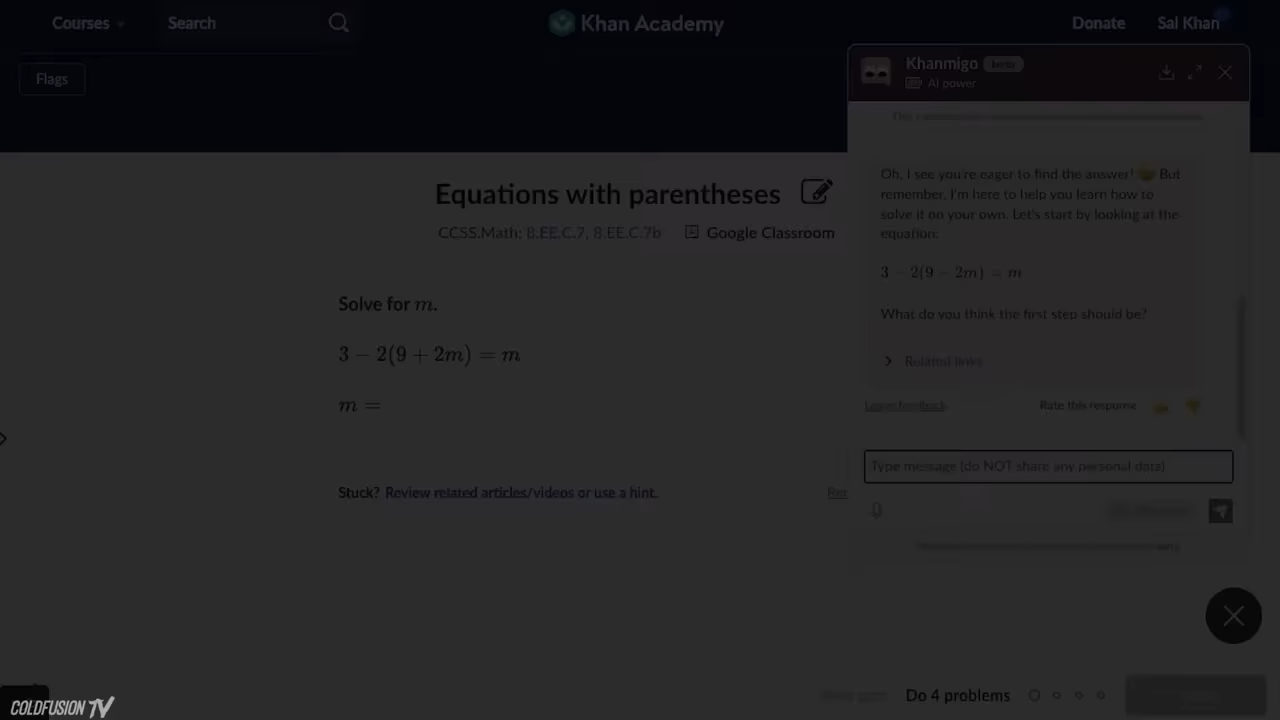 Courses
Search
Khan Academy
Donate
Sal Khan
Flags
Khanmigo beta
AI power
Equations with parentheses
CCSS.Math: 8.EE.C.7, 8.EE.C.7b
Google Classroom
Solve for m.
3 − 2(9 + 2m) = m
m =
Stuck? Review related articles/videos or use a hint.
Oh, I see you're eager to find the answer! But
remember, I'm here to help you learn how to
solve it on your own. Let's start by looking at the
equation:
3 − 2(9 − 2m) = m
What do you think the first step should be?
Related links
Leave feedback
Rate this response
Type message (do NOT share any personal data)
Do 4 problems
COLDFUSION TV